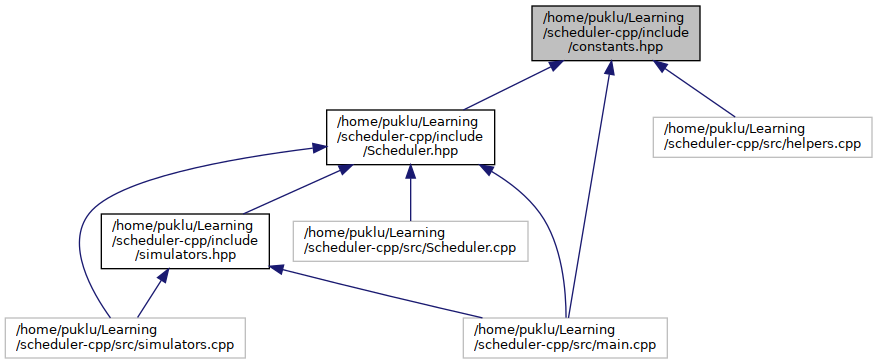 /home/puklu/Learning
/scheduler-cpp/include
/constants.hpp
/home/puklu/Learning
/scheduler-cpp/include
/Scheduler.hpp
/home/puklu/Learning
/scheduler-cpp/src/helpers.cpp
/home/puklu/Learning
/scheduler-cpp/include
/simulators.hpp
/home/puklu/Learning
/scheduler-cpp/src/Scheduler.cpp
/home/puklu/Learning
/scheduler-cpp/src/simulators.cpp
/home/puklu/Learning
/scheduler-cpp/src/main.cpp